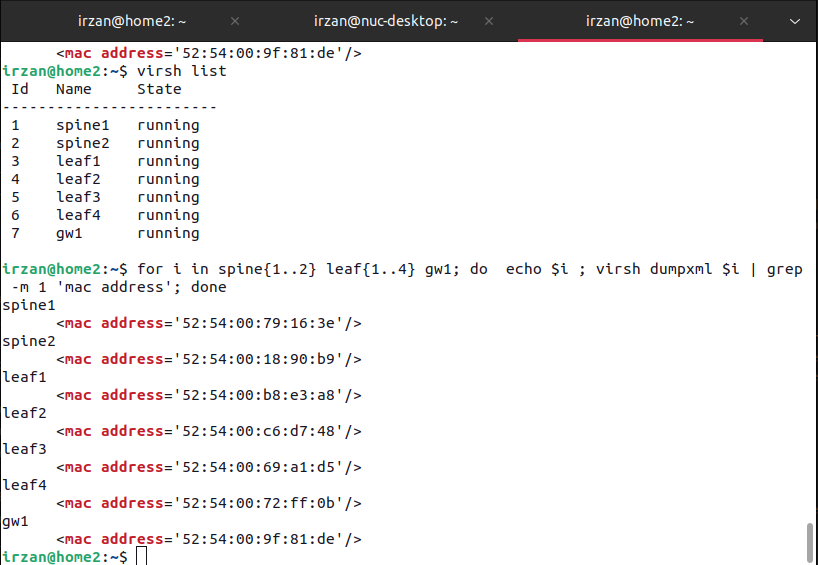 irzan@home2: ~ × irzan@nuc-desktop: ~ × irzan@home2: ~ ×
<mac address='52:54:00:9f:81:de'/>
irzan@home2:~$ virsh list
 Id   Name     State
------------------------
 1    spine1   running
 2    spine2   running
 3    leaf1    running
 4    leaf2    running
 5    leaf3    running
 6    leaf4    running
 7    gw1      running
irzan@home2:~$ for i in spine{1..2} leaf{1..4} gw1; do  echo $i ; virsh dumpxml $i | grep
 -m 1 'mac address'; done
spine1
      <mac address='52:54:00:79:16:3e'/>
spine2
      <mac address='52:54:00:18:90:b9'/>
leaf1
      <mac address='52:54:00:b8:e3:a8'/>
leaf2
      <mac address='52:54:00:c6:d7:48'/>
leaf3
      <mac address='52:54:00:69:a1:d5'/>
leaf4
      <mac address='52:54:00:72:ff:0b'/>
gw1
      <mac address='52:54:00:9f:81:de'/>
irzan@home2:~$